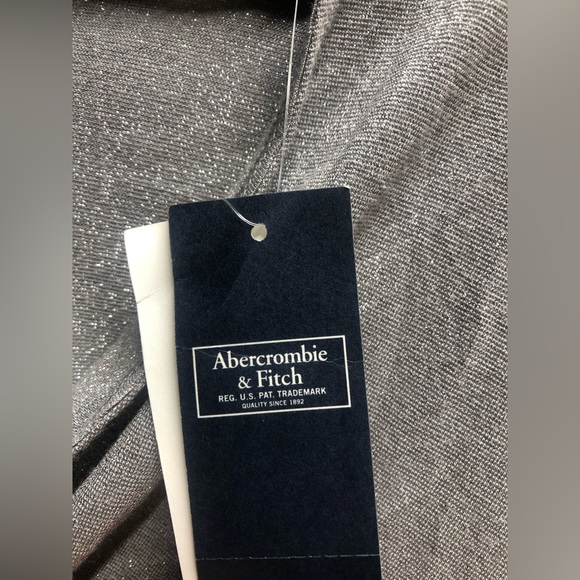 Abercrombie
& Fitch
REG. U.S. PAT. TRADEMARK
QUALITY SINCE 1892